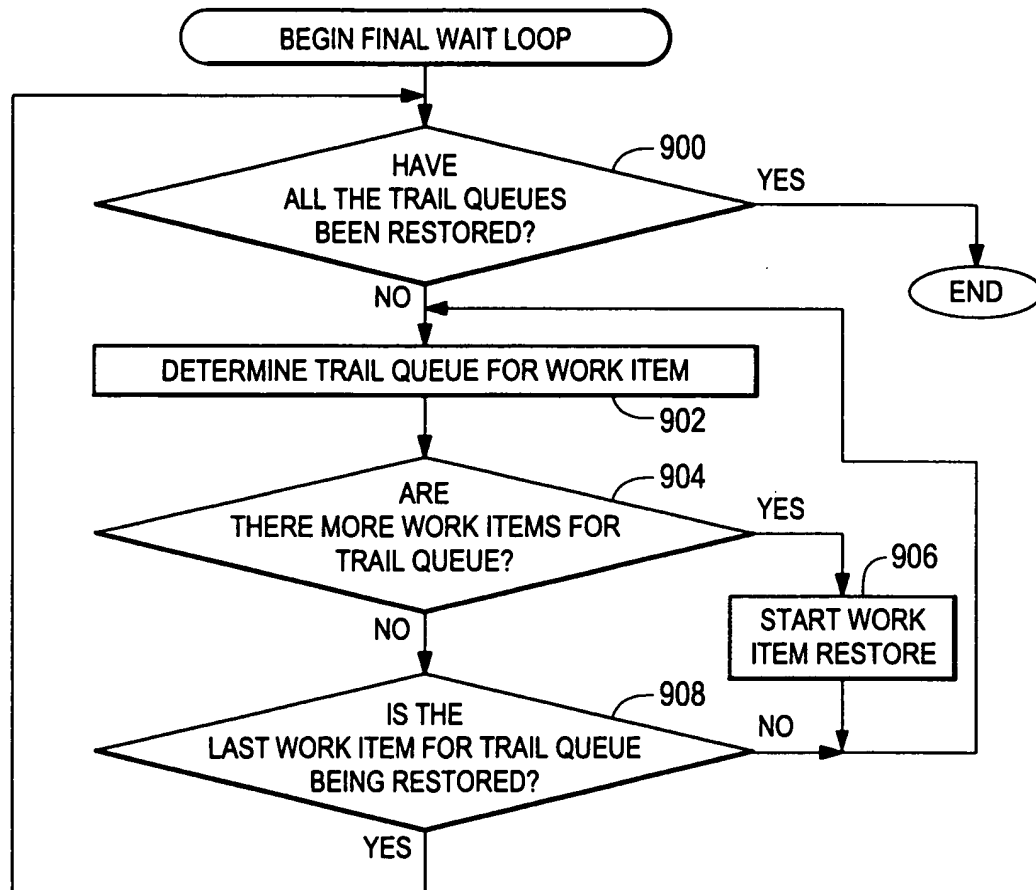 BEGIN FINAL WAIT LOOP
900
HAVE
ALL THE TRAIL QUEUES
BEEN RESTORED?
YES
NO
END
DETERMINE TRAIL QUEUE FOR WORK ITEM
902
904
ARE
THERE MORE WORK ITEMS FOR
TRAIL QUEUE?
YES
906
NO
START WORK
ITEM RESTORE
908
IS THE
LAST WORK ITEM FOR TRAIL QUEUE
BEING RESTORED?
NO
YES